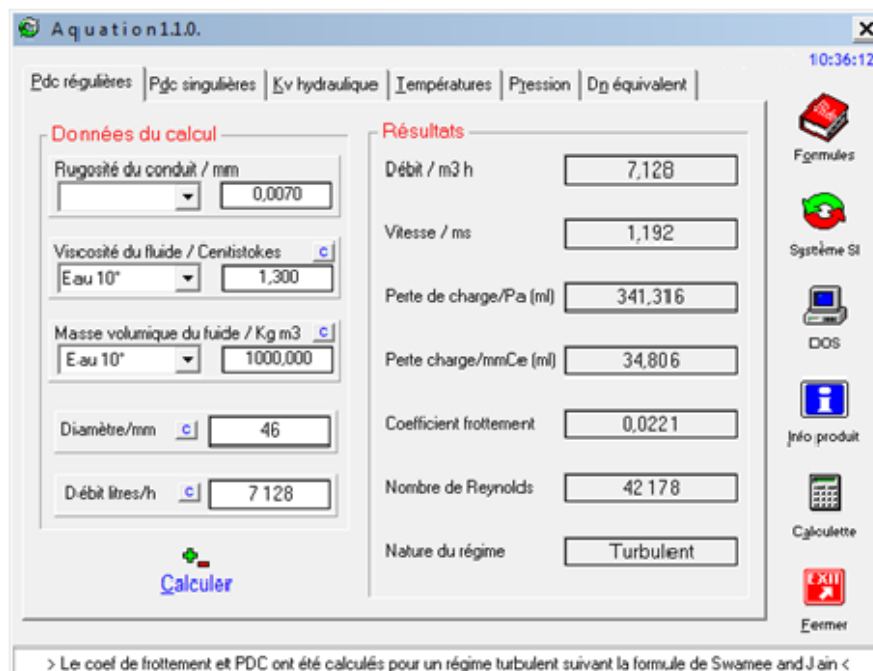 Aquation1.1.0.
10:36:12
Pdc régulières
Pdc singulières
Kv hydraulique
Températures
Pression
Dn équivalent
Données du calcul
Rugosité du conduit / mm
0,0070
Viscosité du fluide / Centistokes
C
Eau 10°
1,300
Masse volumique du fuide / Kg m3
C
Eau 10°
1000,000
Diamètre/mm
C
46
Débit litres/h
C
7 128
Calculer
Résultats
Débit / m3 h
7,128
Vitesse / ms
1,192
Perte de charge/Pa (ml)
341,316
Perte charge/mmCe (ml)
34,806
Coefficient frottement
0,0221
Nombre de Reynolds
42 178
Nature du régime
Turbulent
Formules
Système SI
DOS
Info produit
Calculette
EXIT
Fermer
> Le coef de frottement et PDC ont été calculés pour un régime turbulent suivant la formule de Swamee and Jain <